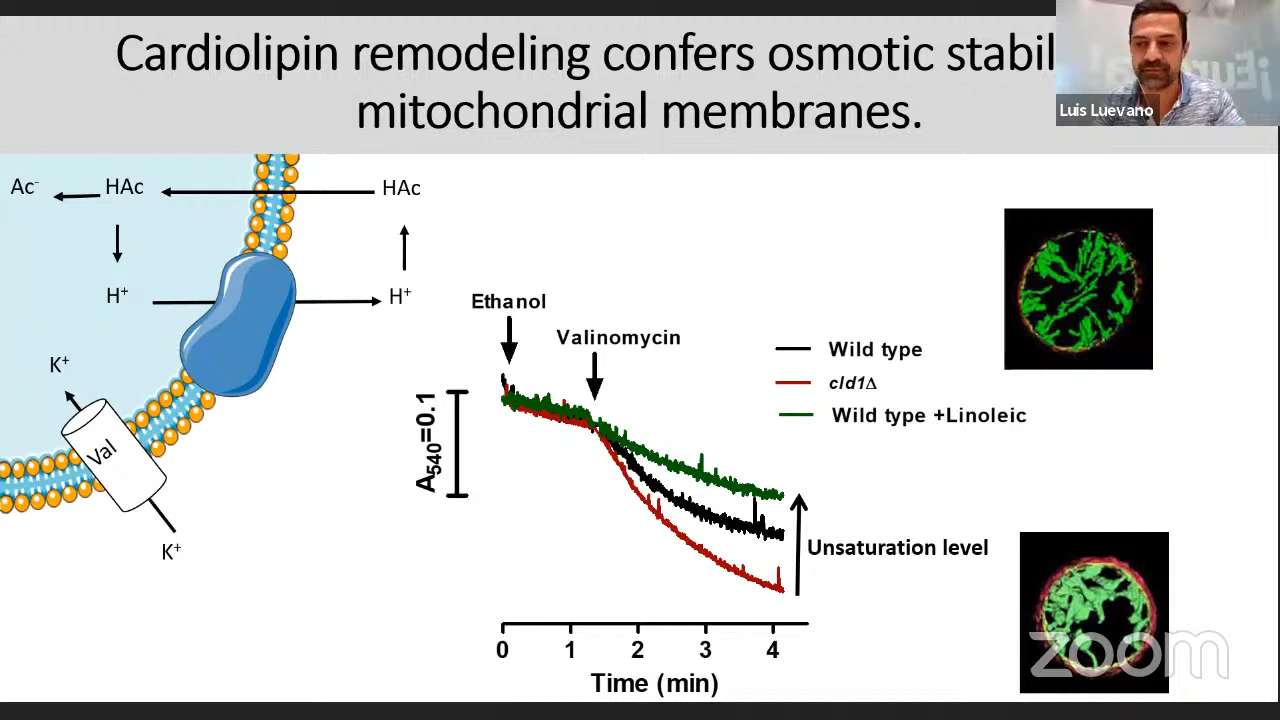 Cardiolipin remodeling confers osmotic stabil
mitochondrial membranes.
Luis Luevano
Ac⁻
HAc
HAc
H⁺
H⁺
K⁺
Val
K⁺
Ethanol
Valinomycin
Wild type
cld1Δ
Wild type +Linoleic
A₅₄₀=0.1
Unsaturation level
0 1 2 3 4
Time (min)
zoom